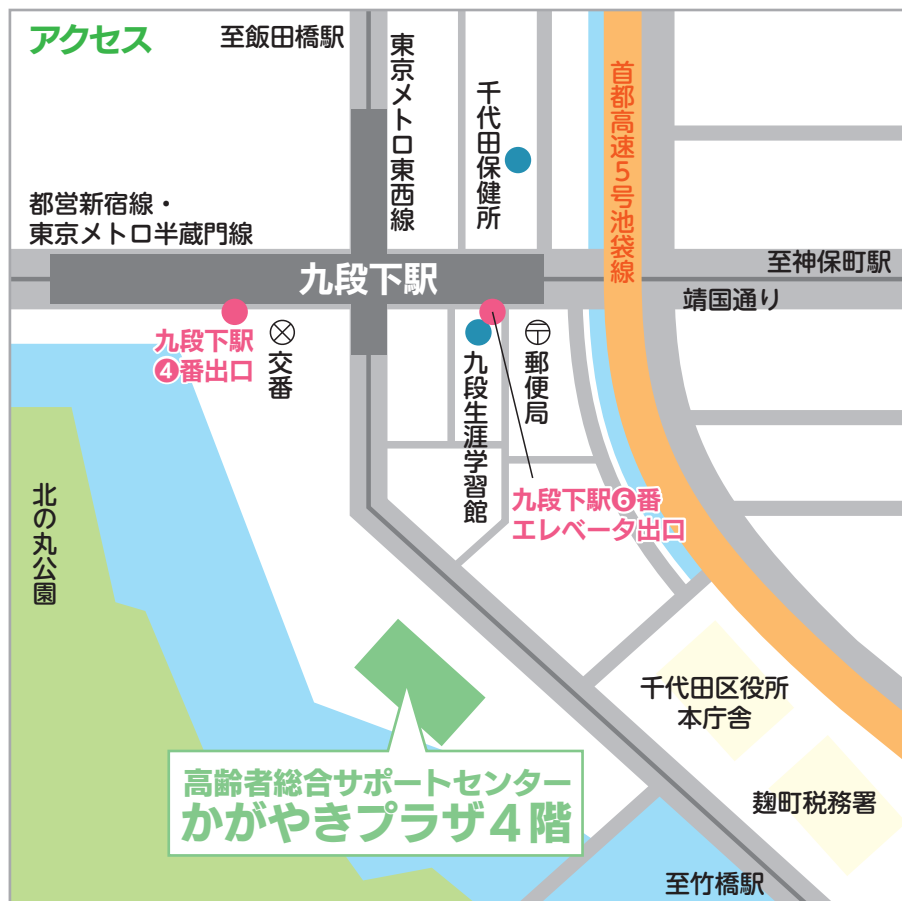 アクセス
至飯田橋駅
東京メトロ東西線
千代田保健所
首都高速5号池袋線
都営新宿線・
東京メトロ半蔵門線
九段下駅
至神保町駅
靖国通り
九段下駅
❹番出口
交番
九段生涯学習館
郵便局
九段下駅❻番
エレベータ出口
北の丸公園
千代田区役所
本庁舎
高齢者総合サポートセンター
かがやきプラザ4階
麹町税務署
至竹橋駅